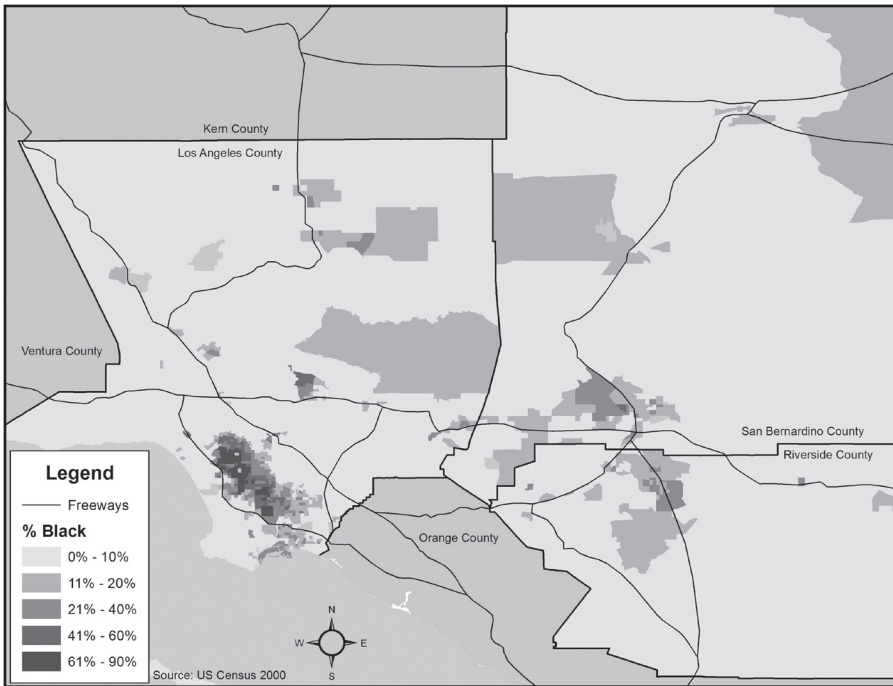 Kern County
Los Angeles County
Ventura County
San Bernardino County
Riverside County
Orange County
Legend
Freeways
% Black
0% - 10%
11% - 20%
21% - 40%
41% - 60%
61% - 90%
N
W
E
S
Source: US Census 2000